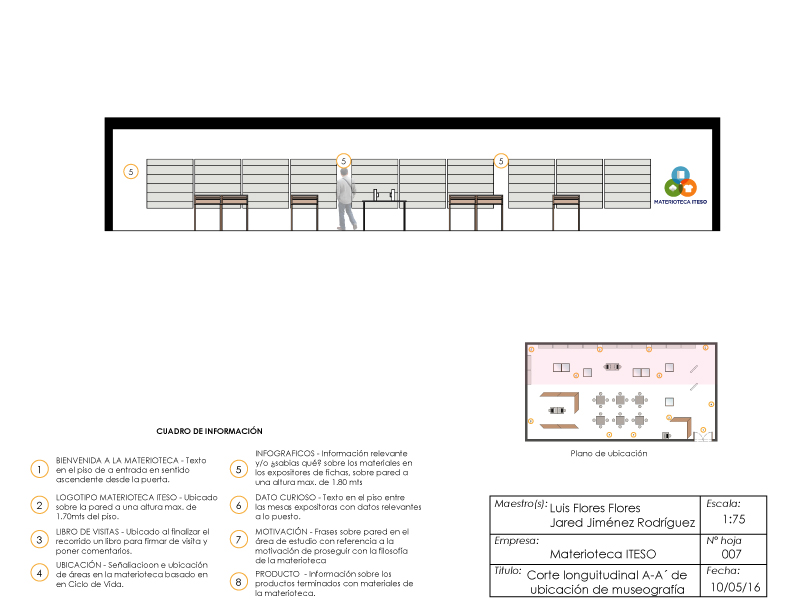 5
5
5
MATERIOTECA ITESO
Plano de ubicación
CUADRO DE INFORMACIÓN
1
BIENVENIDA A LA MATERIOTECA - Texto
en el piso de a entrada en sentido
ascendente desde la puerta.
2
LOGOTIPO MATERIOTECA ITESO - Ubicado
sobre la pared a una altura max. de
1.70mts del piso.
3
LIBRO DE VISITAS - Ubicado al finalizar el
recorrido un libro para firmar de visita y
poner comentarlos.
4
UBICACIÓN - Señaliacioon e ubicación
de áreas en la materioteca basado en
en Ciclo de Vida.
5
INFOGRAFICOS - Información relevante
y/o ¿sabias qué? sobre los materiales en
los expositores de fichas, sobre pared a
una altura max. de 1.80 mts
6
DATO CURIOSO - Texto en el piso entre
las mesas expositoras con datos relevantes
a lo puesto.
7
MOTIVACIÓN - Frases sobre pared en el
área de estudio con referencia a la
motivación de proseguir con la filosofía
de la materioteca
8
PRODUCTO - Información sobre los
productos terminados con materiales de
la materioteca.
Maestro(s): Luis Flores Flores
Jared Jiménez Rodríguez
Escala:
1:75
Empresa:
Materioteca ITESO
N° hoja
007
Titulo: Corte longuitudinal A-A´ de
ubicación de museografía
Fecha:
10/05/16